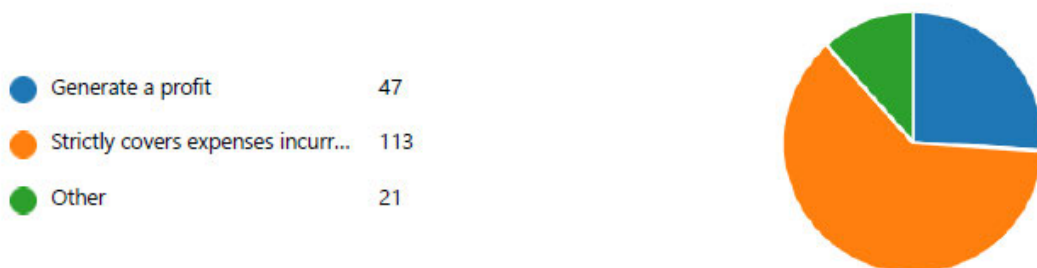 Generate a profit 47
Strictly covers expenses incurr... 113
Other 21